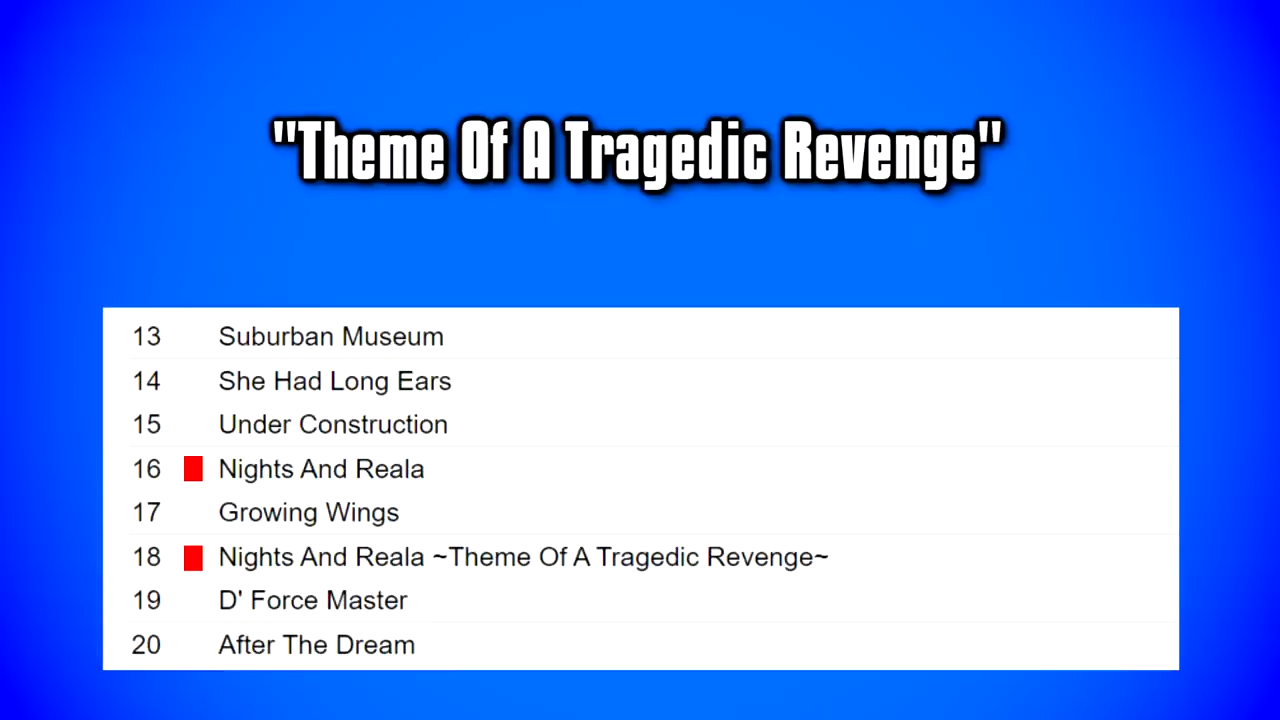 "Theme Of A Tragedic Revenge"
13 Suburban Museum
14 She Had Long Ears
15 Under Construction
16 Nights And Reala
17 Growing Wings
18 Nights And Reala ~Theme Of A Tragedic Revenge~
19 D' Force Master
20 After The Dream